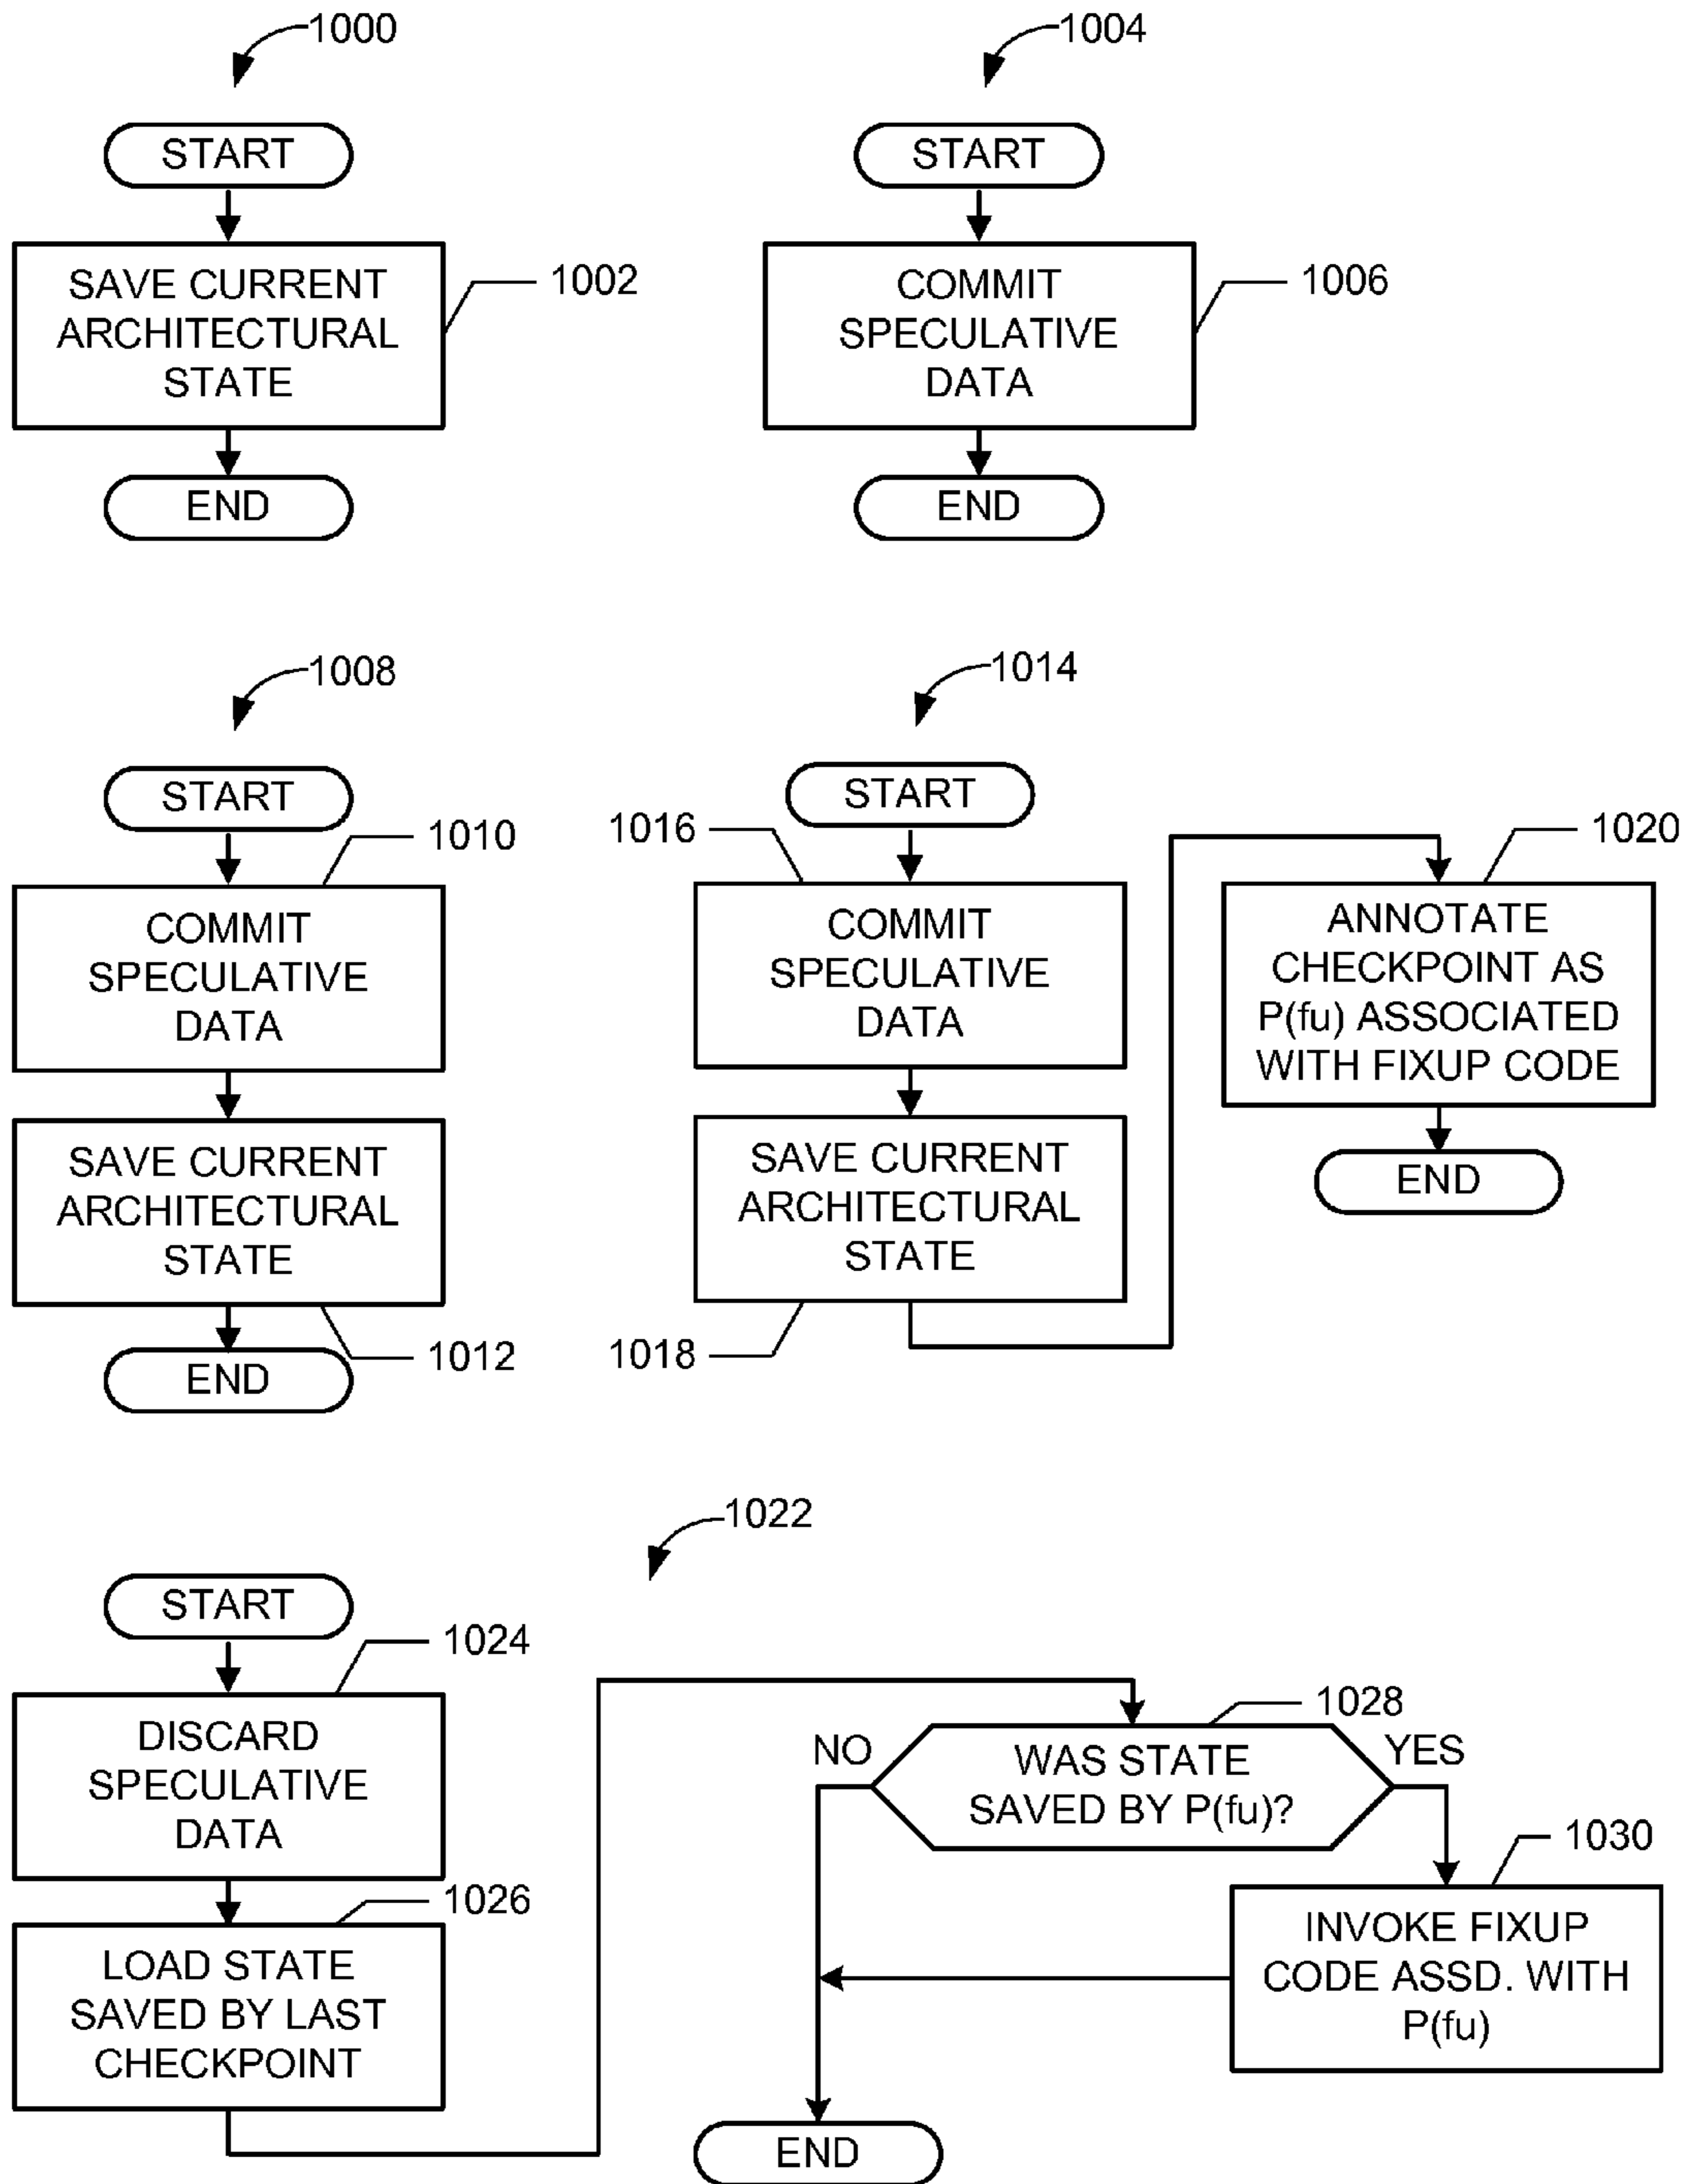 1000
START
SAVE CURRENT
ARCHITECTURAL
STATE
1002
END
1004
START
COMMIT
SPECULATIVE
DATA
1006
END
1008
START
1010
COMMIT
SPECULATIVE
DATA
SAVE CURRENT
ARCHITECTURAL
STATE
1012
END
1014
START
1016
COMMIT
SPECULATIVE
DATA
SAVE CURRENT
ARCHITECTURAL
STATE
1018
1020
ANNOTATE
CHECKPOINT AS
P(fu) ASSOCIATED
WITH FIXUP CODE
END
1022
START
1024
DISCARD
SPECULATIVE
DATA
1026
LOAD STATE
SAVED BY LAST
CHECKPOINT
1028
NO
WAS STATE
SAVED BY P(fu)?
YES
1030
INVOKE FIXUP
CODE ASSD. WITH
P(fu)
END